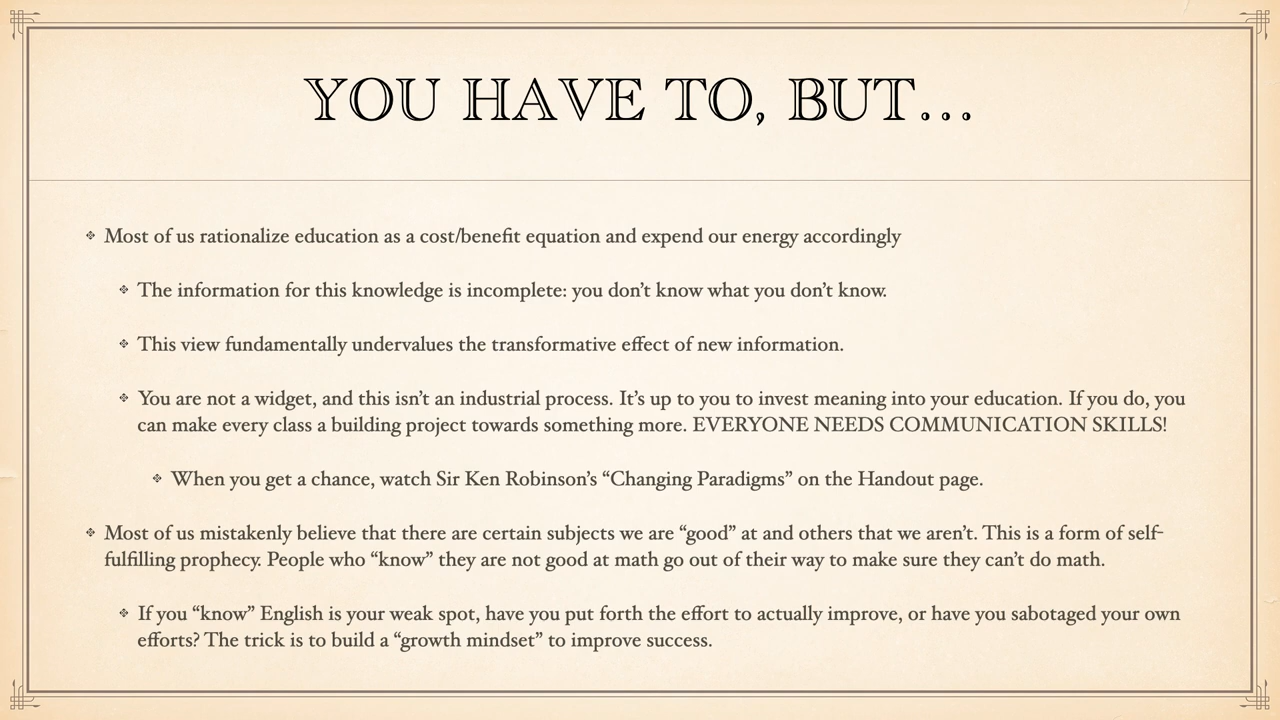 YOU HAVE TO, BUT…
Most of us rationalize education as a cost/benefit equation and expend our energy accordingly
The information for this knowledge is incomplete: you don’t know what you don’t know.
This view fundamentally undervalues the transformative effect of new information.
You are not a widget, and this isn’t an industrial process. It’s up to you to invest meaning into your education. If you do, you
can make every class a building project towards something more. EVERYONE NEEDS COMMUNICATION SKILLS!
When you get a chance, watch Sir Ken Robinson’s “Changing Paradigms” on the Handout page.
Most of us mistakenly believe that there are certain subjects we are “good” at and others that we aren’t. This is a form of self-
fulfilling prophecy. People who “know” they are not good at math go out of their way to make sure they can’t do math.
If you “know” English is your weak spot, have you put forth the effort to actually improve, or have you sabotaged your own
efforts? The trick is to build a “growth mindset” to improve success.